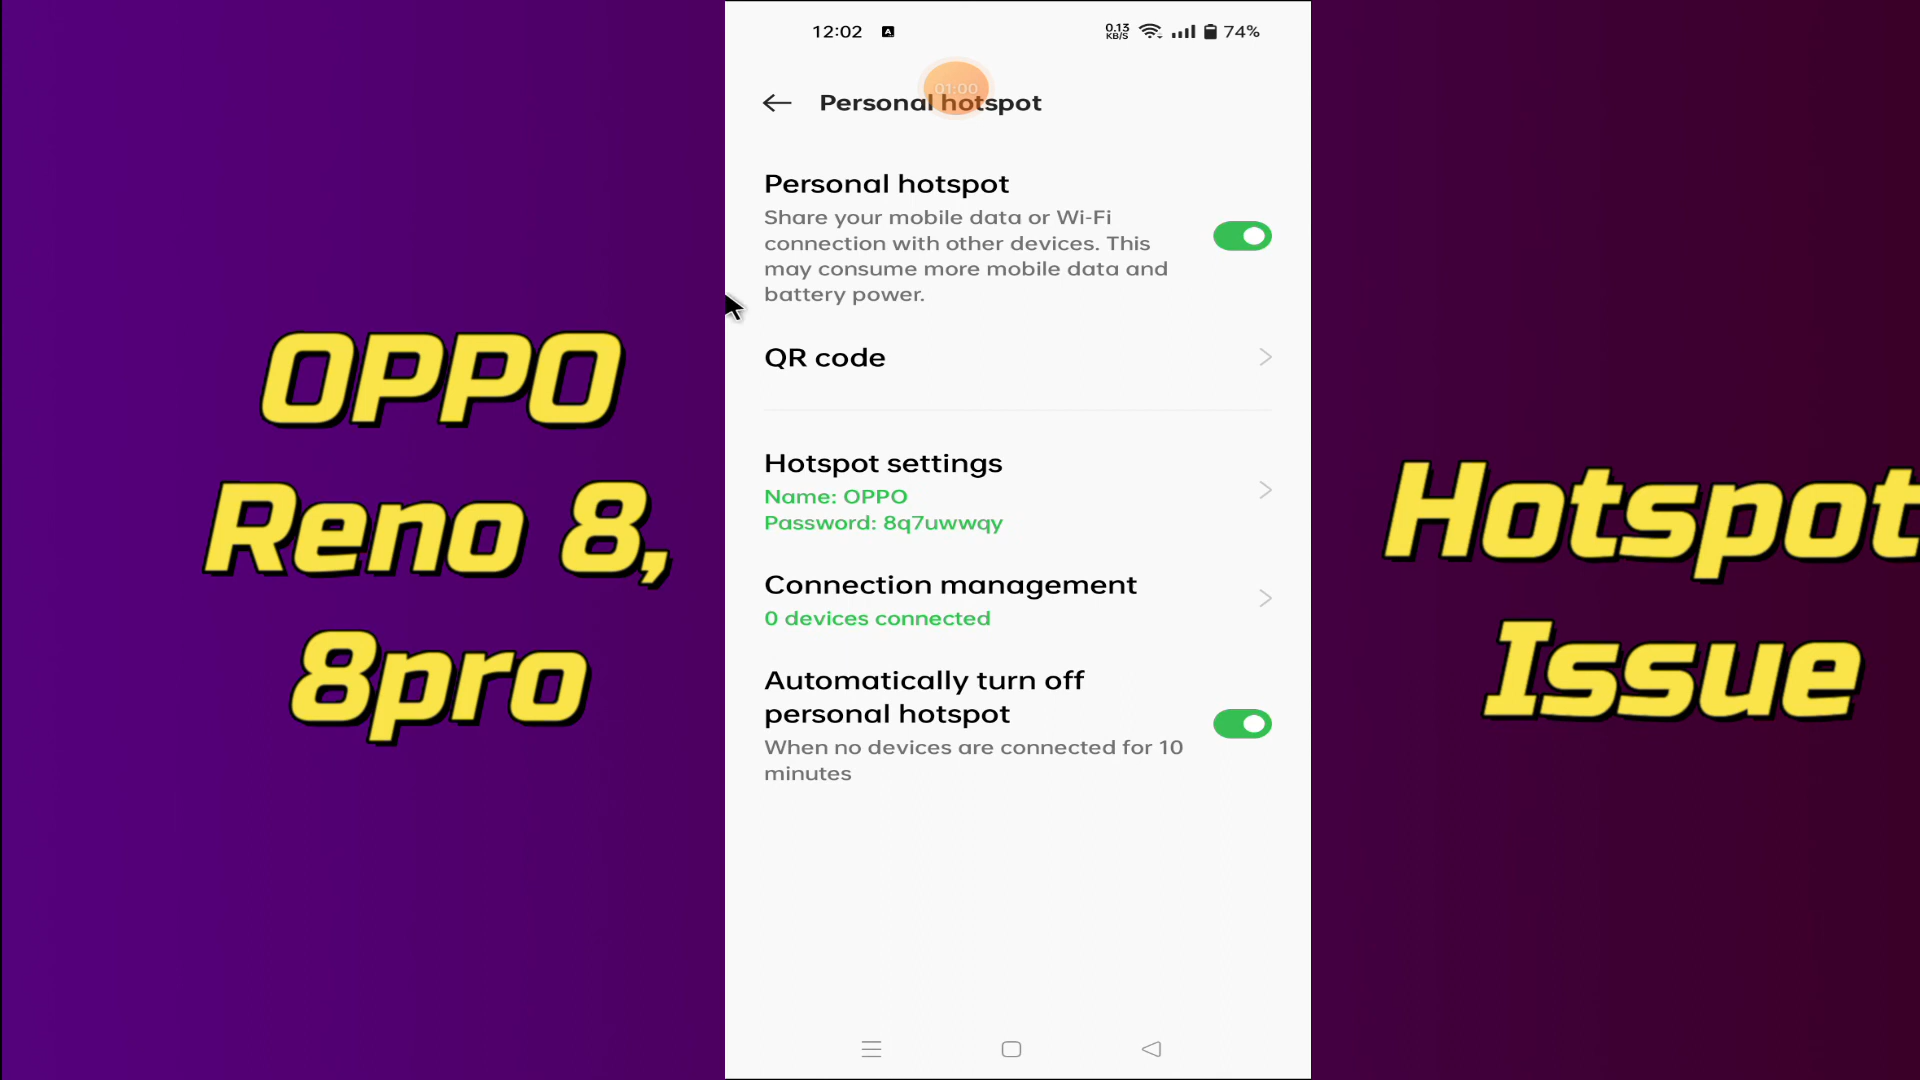 12:02
0.13
KB/S
74%
01:00
Personal hotspot
Personal hotspot
Share your mobile data or Wi-Fi
connection with other devices. This
may consume more mobile data and
battery power.
QR code
Hotspot settings
Name: OPPO
Password: 8q7uwwqy
Connection management
0 devices connected
Automatically turn off
personal hotspot
When no devices are connected for 10
minutes
OPPO
Reno 8,
8pro
Hotspot
Issue